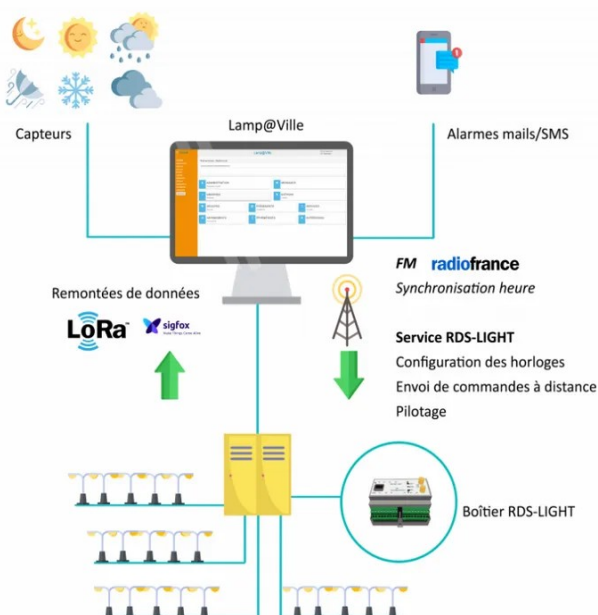 Capteurs
Lamp@Ville
Alarmes mails/SMS
FM radiofrance
Synchronisation heure
Remontées de données
LoRa
sigfox
Service RDS-LIGHT
Configuration des horloges
Envoi de commandes à distance
Pilotage
Boîtier RDS-LIGHT